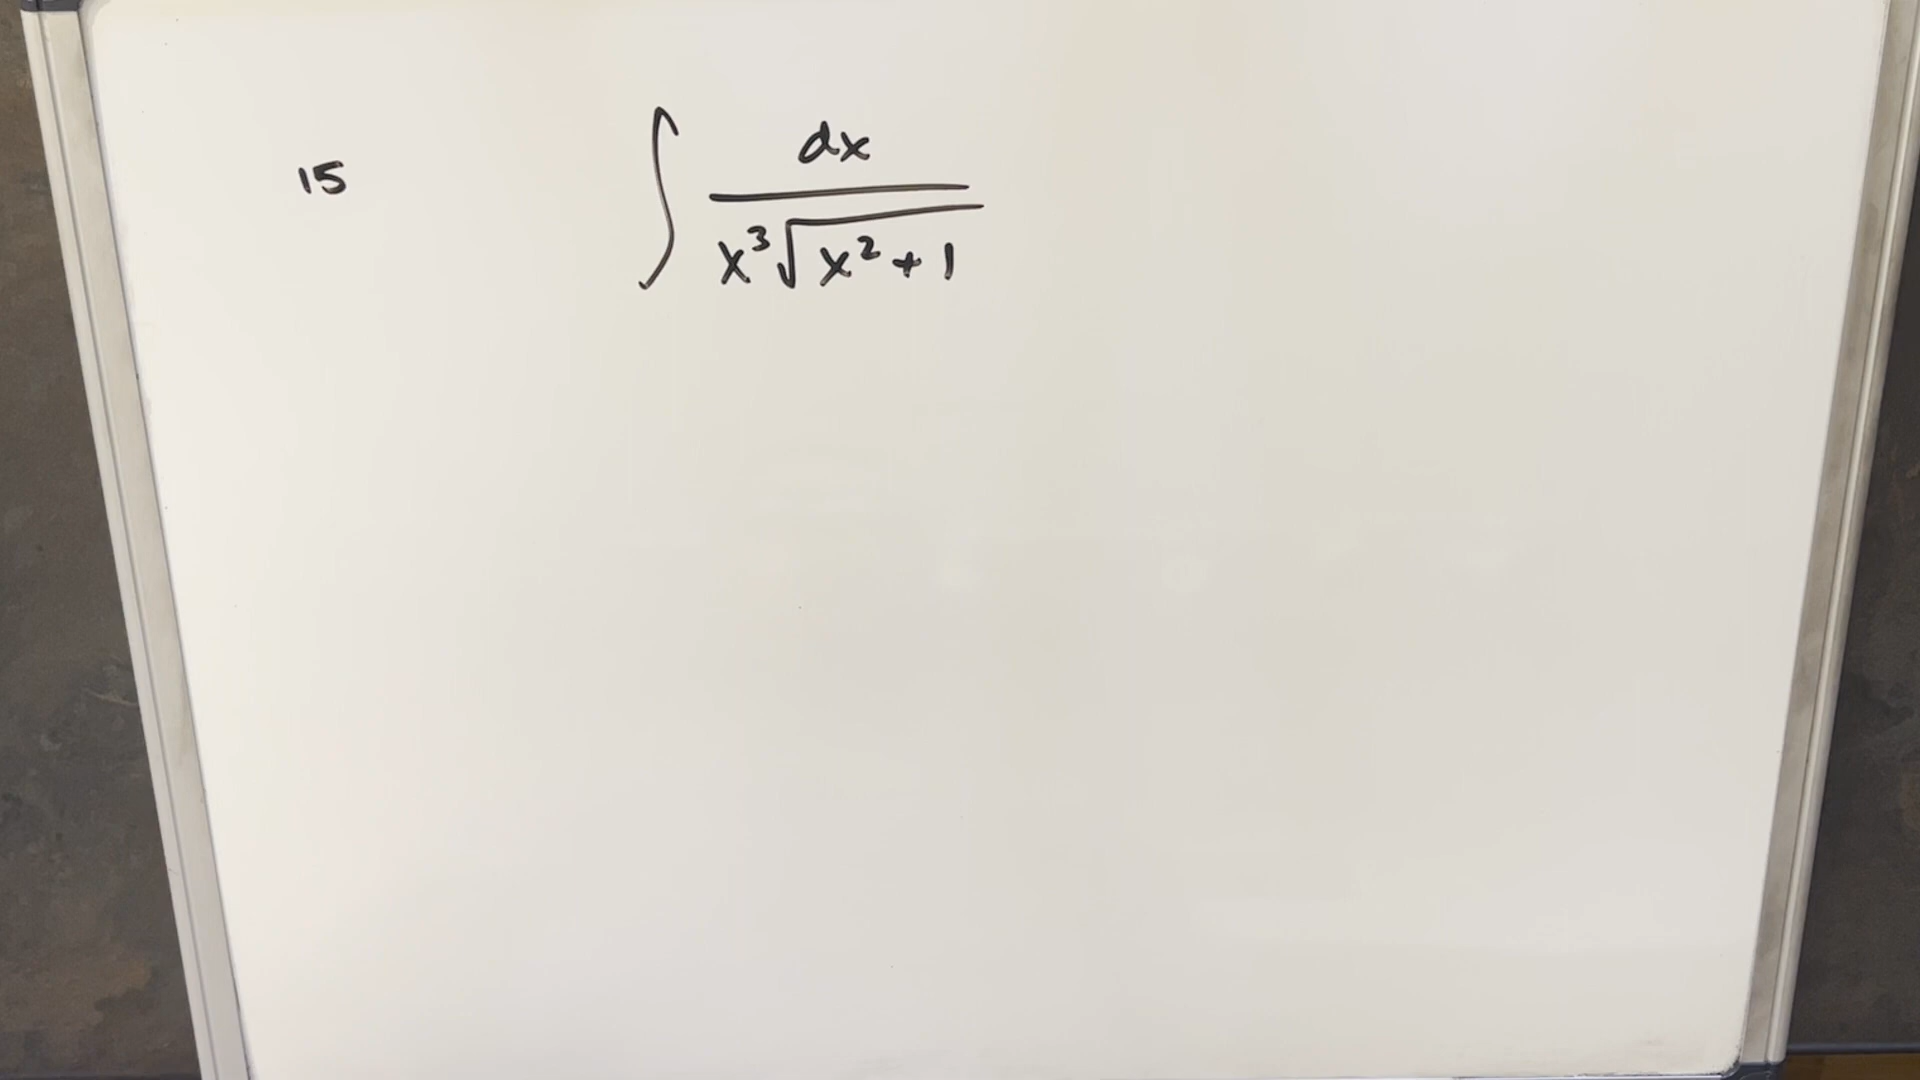 15 ∫ dx / (x³√(x² + 1))